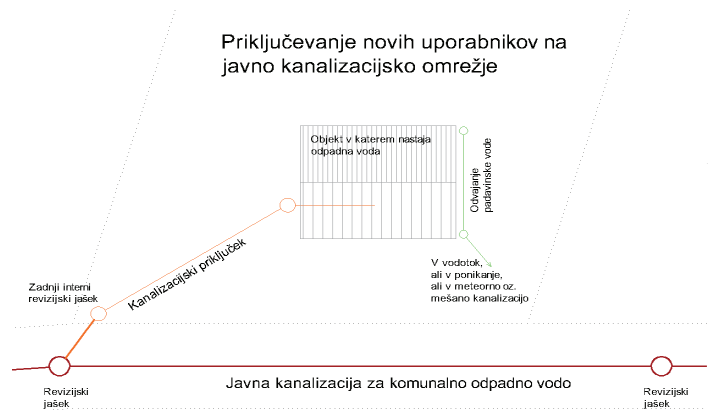 Priključevanje novih uporabnikov na
javno kanalizacijsko omrežje
Objekt v katerem nastaja
odpadna voda
Odvajanje
padavinske vode
Kanalizacijski priključek
V vodotok,
ali v ponikanje,
ali v meteorno oz.
mešano kanalizacijo
Zadnji interni
revizijski jašek
Javna kanalizacija za komunalno odpadno vodo
Revizijski
jašek
Revizijski
jašek